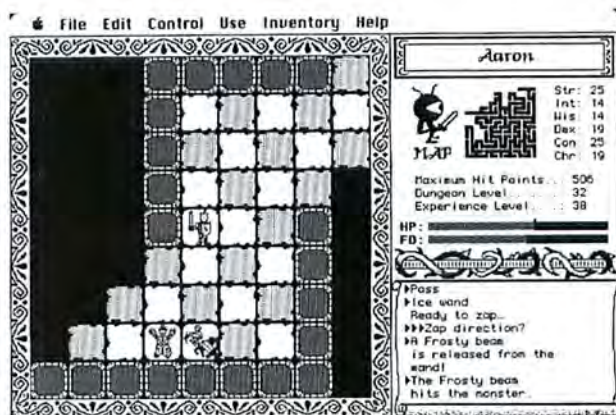 File Edit Control Use Inventory Help
Aaron
Str: 25
Int: 14
Wis: 14
Dex: 19
Con: 25
Chr: 19
MAP
Maximum Hit Points..: 506
Dungeon Level......: 32
Experience Level...: 38
HP:
FD:
Pass
Ice wand.
Ready to zap...
Zap direction?
A Frosty beam
is released from the
wand!
The Frosty beam
hits the monster.